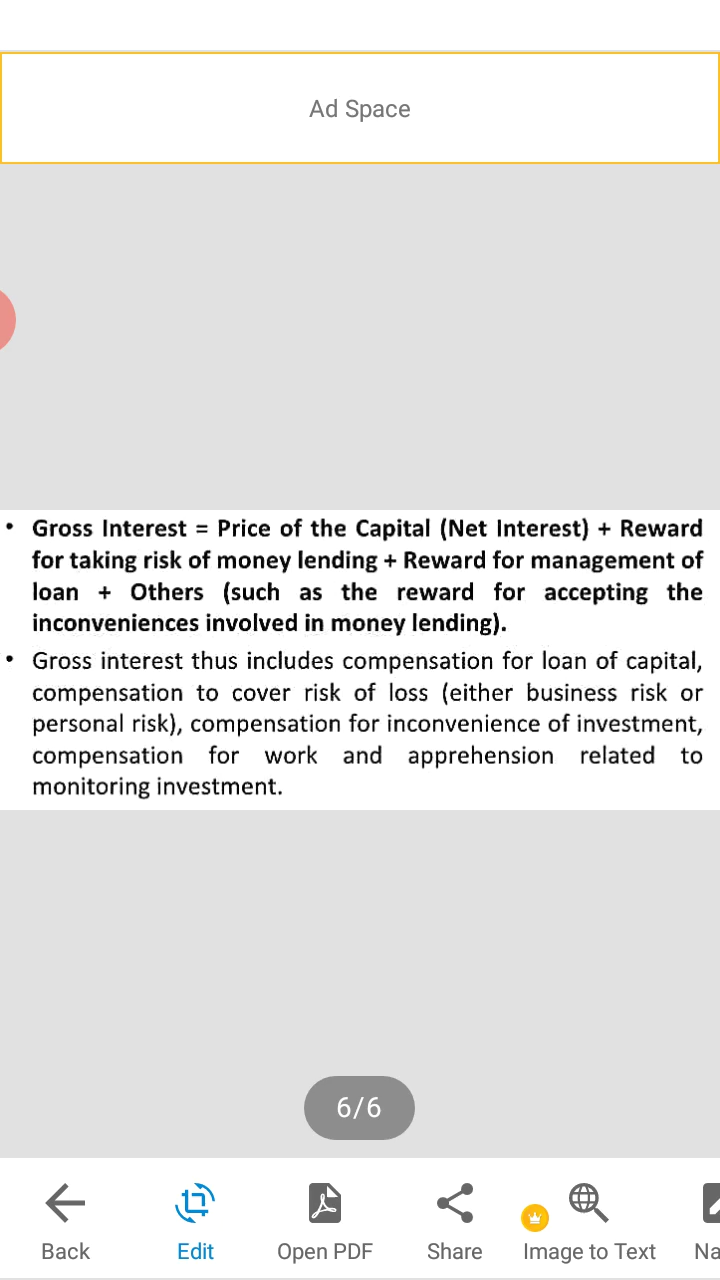 Ad Space
• Gross Interest = Price of the Capital (Net Interest) + Reward
for taking risk of money lending + Reward for management of
loan + Others (such as the reward for accepting the
inconveniences involved in money lending).
• Gross interest thus includes compensation for loan of capital,
compensation to cover risk of loss (either business risk or
personal risk), compensation for inconvenience of investment,
compensation for work and apprehension related to
monitoring investment.
6/6
Back Edit Open PDF Share Image to Text Na